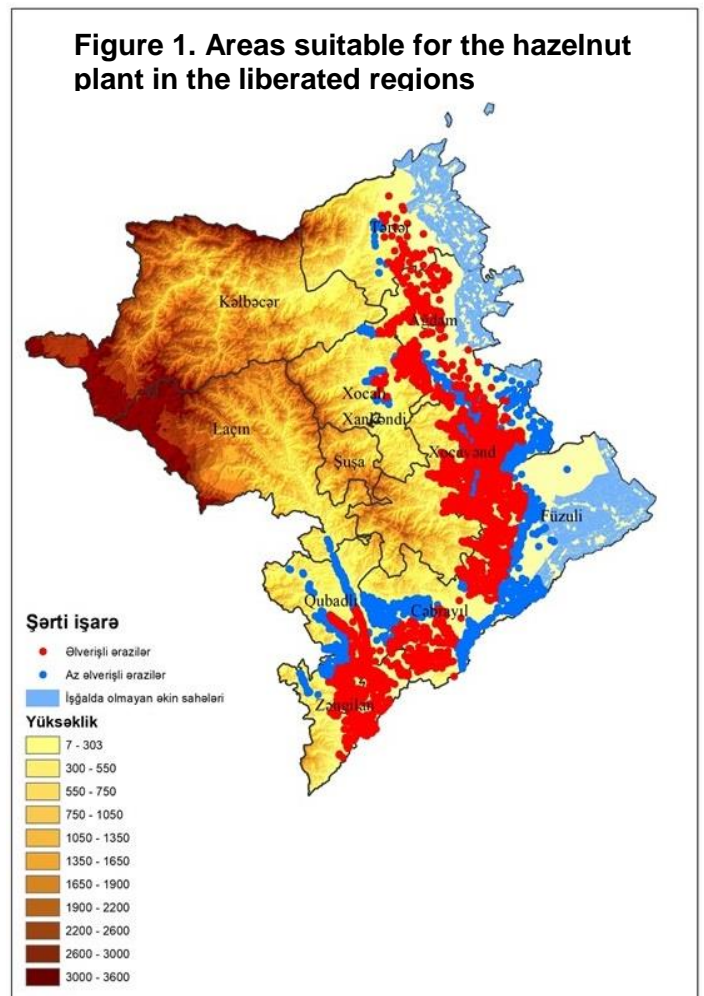 Figure 1. Areas suitable for the hazelnut
plant in the liberated regions
Tərtər
Kəlbəcər
Ağdam
Xocalı
Xankəndi
Laçın
Xocavənd
Şuşa
Füzuli
Qubadlı
Cəbrayıl
Zəngilan
Şərti işarə
Əlverişli ərazilər
Az əlverişli ərazilər
İşğalda olmayan əkin sahələri
Yüksəklik
7 - 303
300 - 550
550 - 750
750 - 1050
1050 - 1350
1350 - 1650
1650 - 1900
1900 - 2200
2200 - 2600
2600 - 3000
3000 - 3600